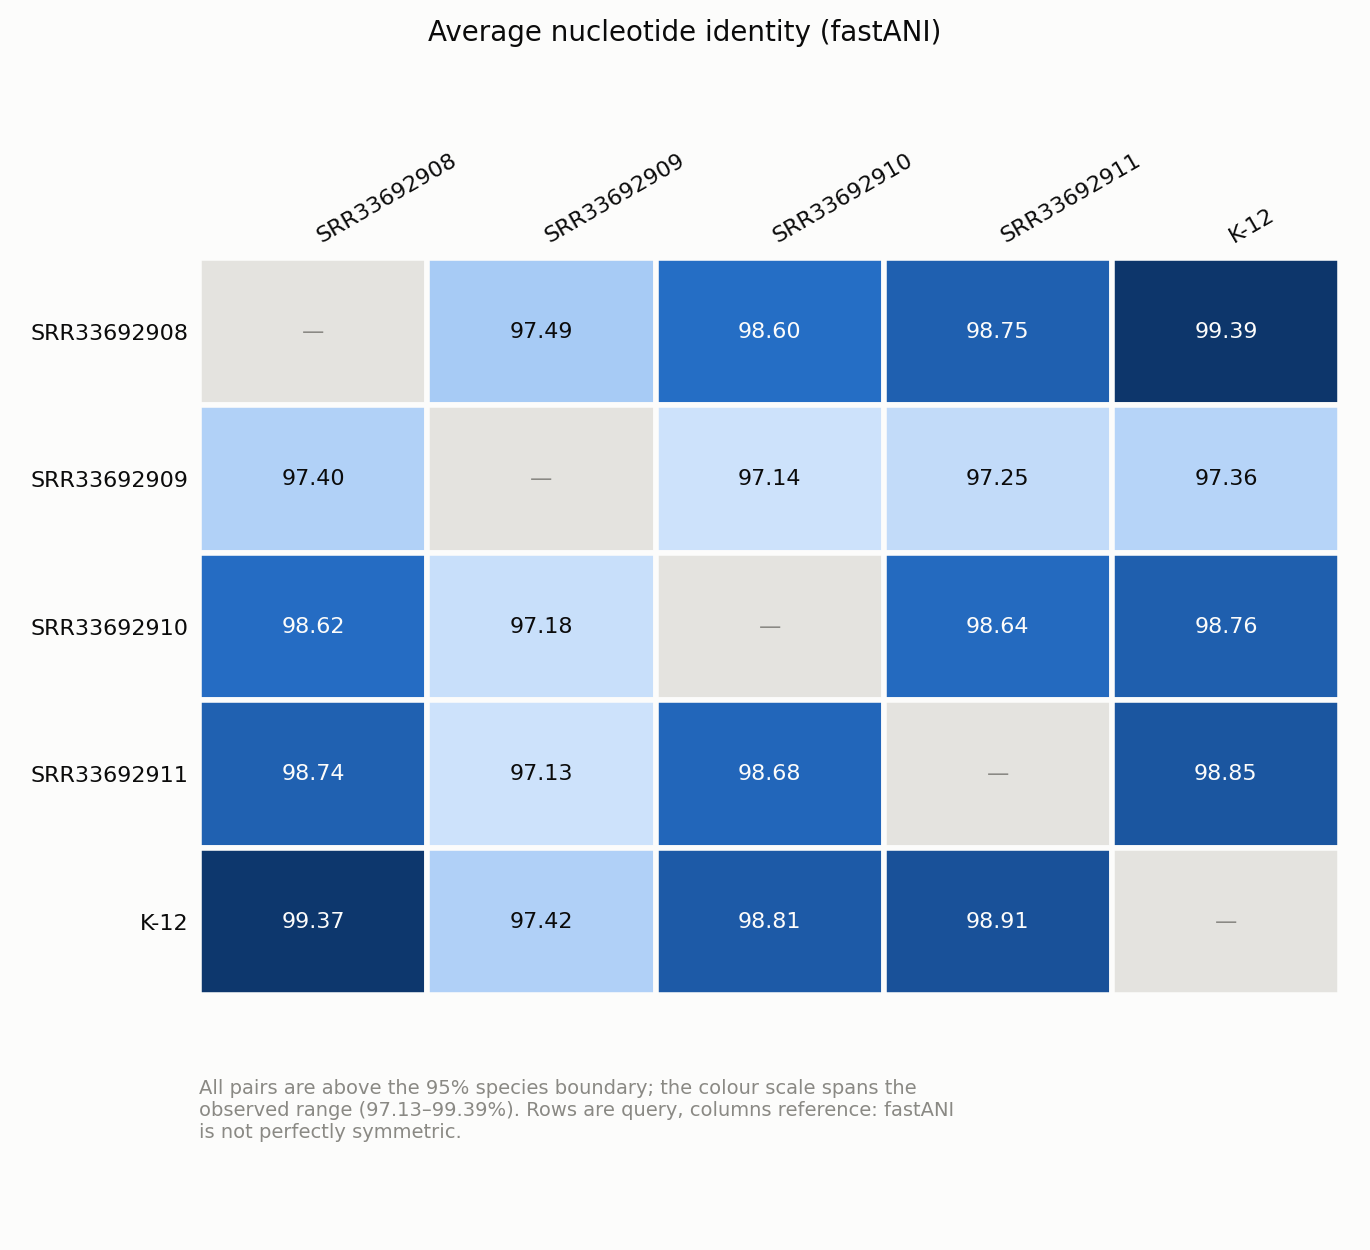 Average nucleotide identity (fastANI)
SRR33692908 SRR33692909 SRR33692910 SRR33692911 K-12
SRR33692908 — 97.49 98.60 98.75 99.39
SRR33692909 97.40 — 97.14 97.25 97.36
SRR33692910 98.62 97.18 — 98.64 98.76
SRR33692911 98.74 97.13 98.68 — 98.85
K-12 99.37 97.42 98.81 98.91 —
All pairs are above the 95% species boundary; the colour scale spans the
observed range (97.13–99.39%). Rows are query, columns reference: fastANI
is not perfectly symmetric.